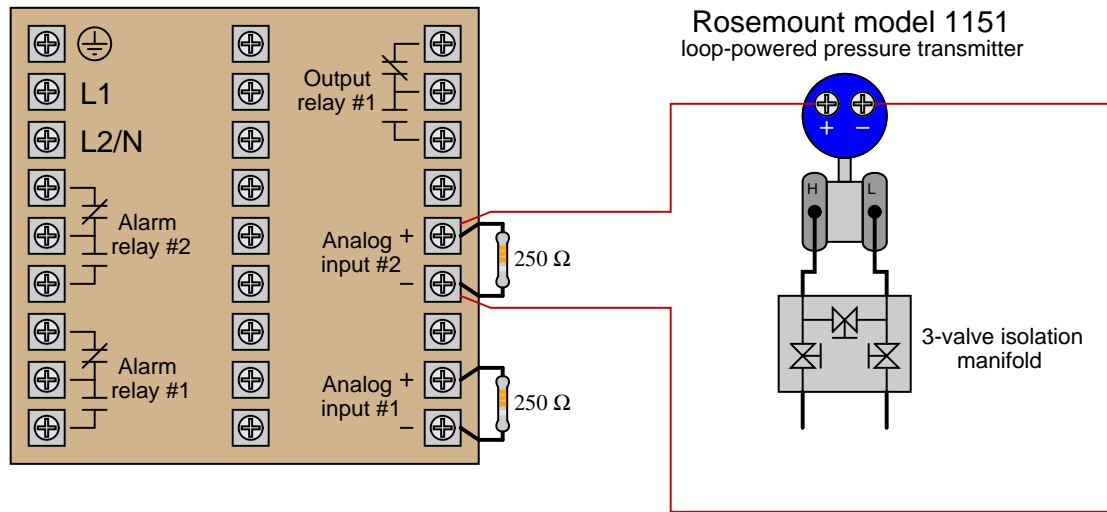 Rosemount model 1151
loop-powered pressure transmitter
L1
L2/N
Output
relay #1
+
−
H
L
Alarm
relay #2
Analog
input #2
+
−
250 Ω
3-valve isolation
manifold
Alarm
relay #1
Analog
input #1
+
−
250 Ω